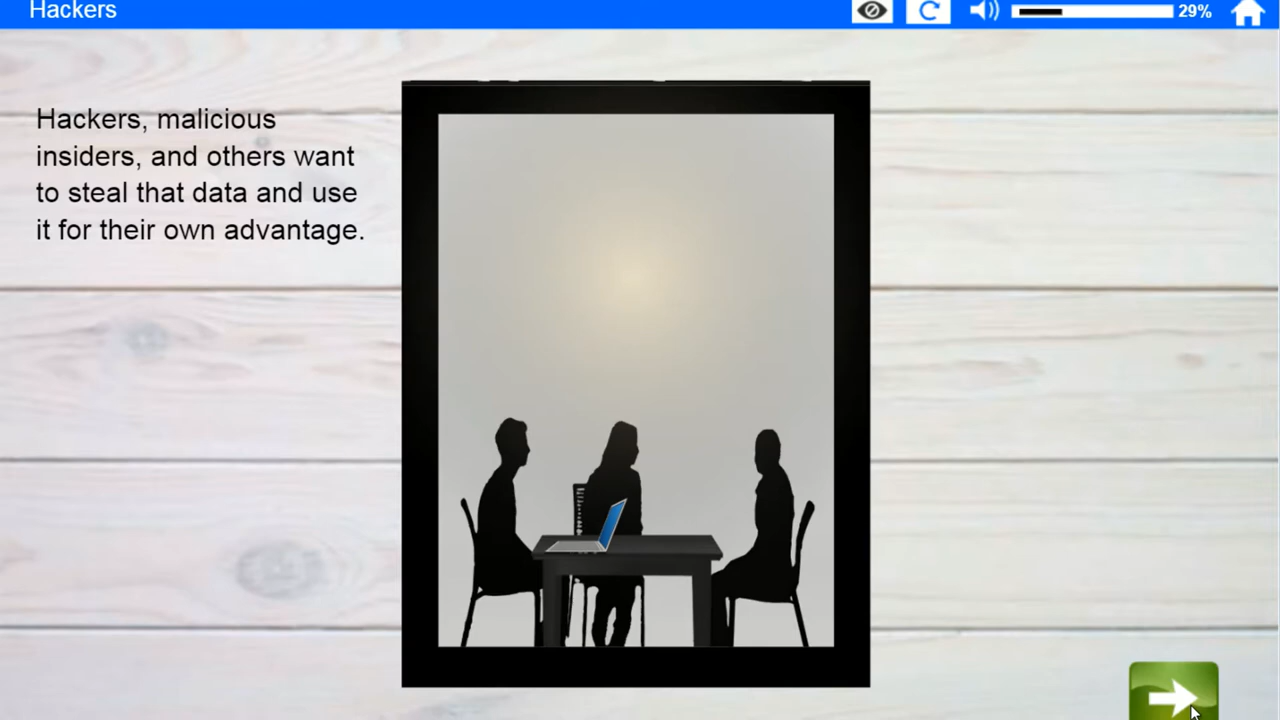 Hackers
29%
Hackers, malicious
insiders, and others want
to steal that data and use
it for their own advantage.